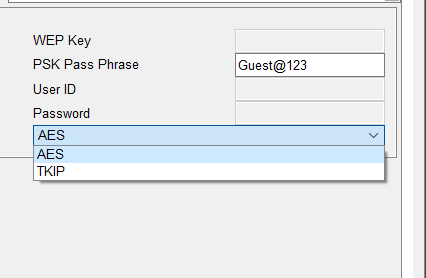 WEP Key
PSK Pass Phrase Guest@123
User ID
Password
AES
AES
TKIP